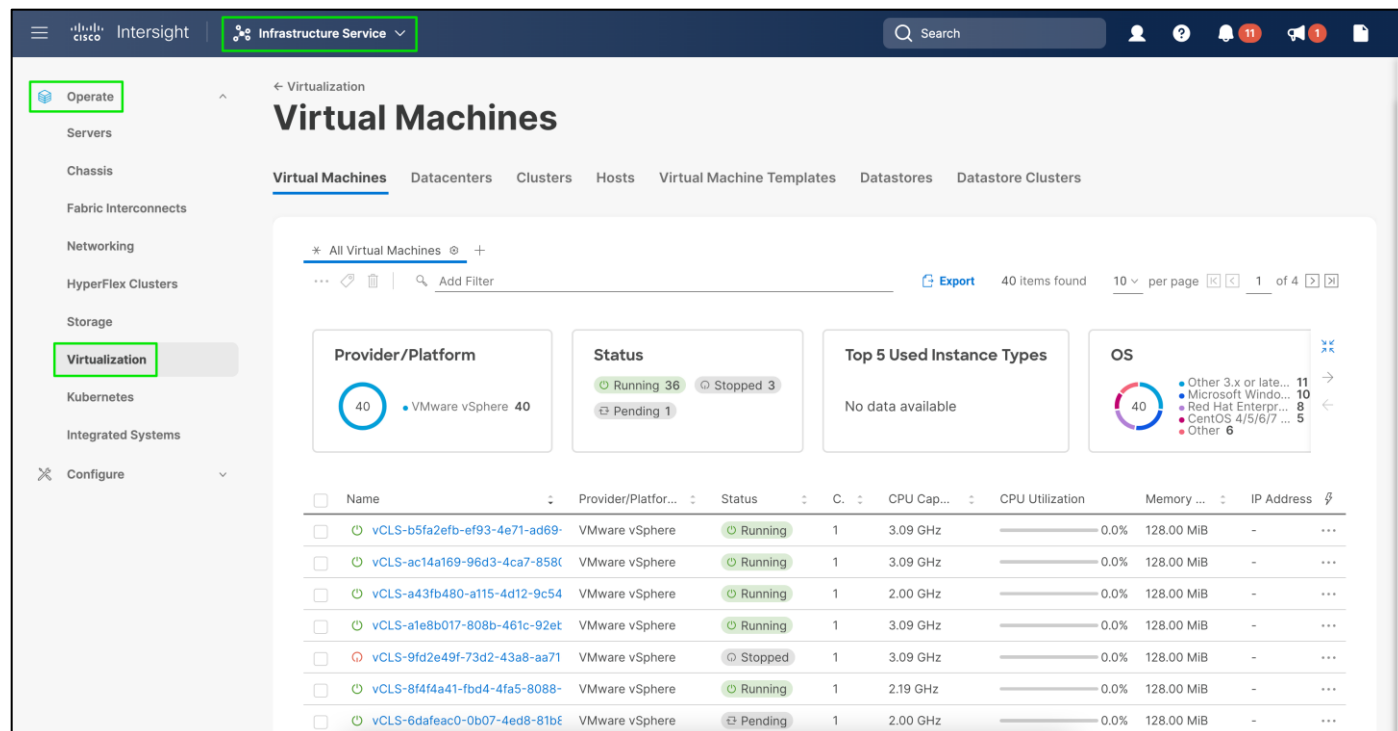 cisco Intersight Infrastructure Service Search 11 1
Operate
Servers
Chassis
Fabric Interconnects
Networking
HyperFlex Clusters
Storage
Virtualization
Kubernetes
Integrated Systems
Configure
← Virtualization
Virtual Machines
Virtual Machines Datacenters Clusters Hosts Virtual Machine Templates Datastores Datastore Clusters
All Virtual Machines +
... Add Filter Export 40 items found 10 per page 1 of 4
Provider/Platform
40 VMware vSphere 40
Status
Running 36 Stopped 3
Pending 1
Top 5 Used Instance Types
No data available
OS
40
Other 3.x or late... 11
Microsoft Windo... 10
Red Hat Enterpr... 8
CentOS 4/5/6/7 ... 5
Other 6
Name Provider/Platfor... Status C. CPU Cap... CPU Utilization Memory ... IP Address
vCLS-b5fa2efb-ef93-4e71-ad69- VMware vSphere Running 1 3.09 GHz 0.0% 128.00 MiB - ...
vCLS-ac14a169-96d3-4ca7-858( VMware vSphere Running 1 3.09 GHz 0.0% 128.00 MiB - ...
vCLS-a43fb480-a115-4d12-9c54 VMware vSphere Running 1 2.00 GHz 0.0% 128.00 MiB - ...
vCLS-a1e8b017-808b-461c-92eb VMware vSphere Running 1 3.09 GHz 0.0% 128.00 MiB - ...
vCLS-9fd2e49f-73d2-43a8-aa71 VMware vSphere Stopped 1 3.09 GHz 0.0% 128.00 MiB - ...
vCLS-8f4f4a41-fbd4-4fa5-8088- VMware vSphere Running 1 2.19 GHz 0.0% 128.00 MiB - ...
vCLS-6dafeac0-0b07-4ed8-81b8 VMware vSphere Pending 1 2.00 GHz 0.0% 128.00 MiB - ...